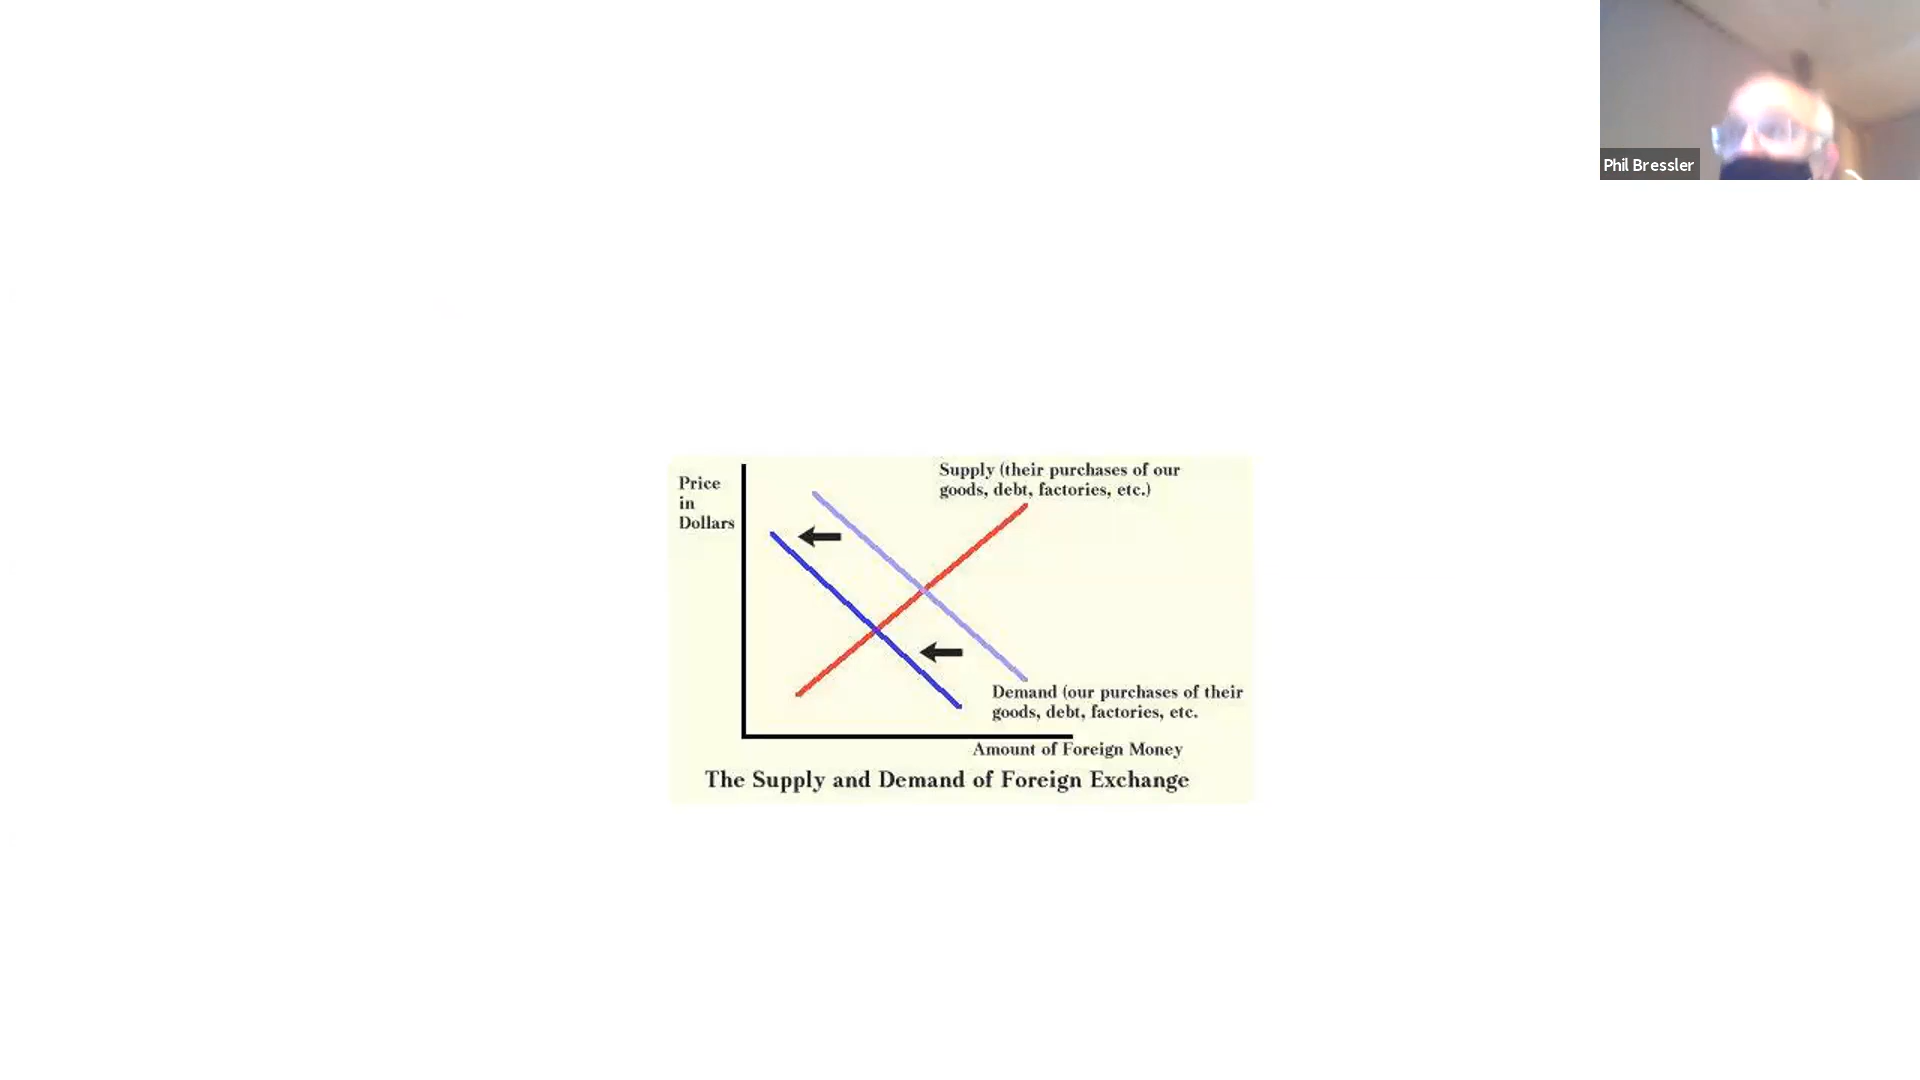 Phil Bressler
Supply (their purchases of our
goods, debt, factories, etc.)
Price
in
Dollars
Demand (our purchases of their
goods, debt, factories, etc.
Amount of Foreign Money
The Supply and Demand of Foreign Exchange